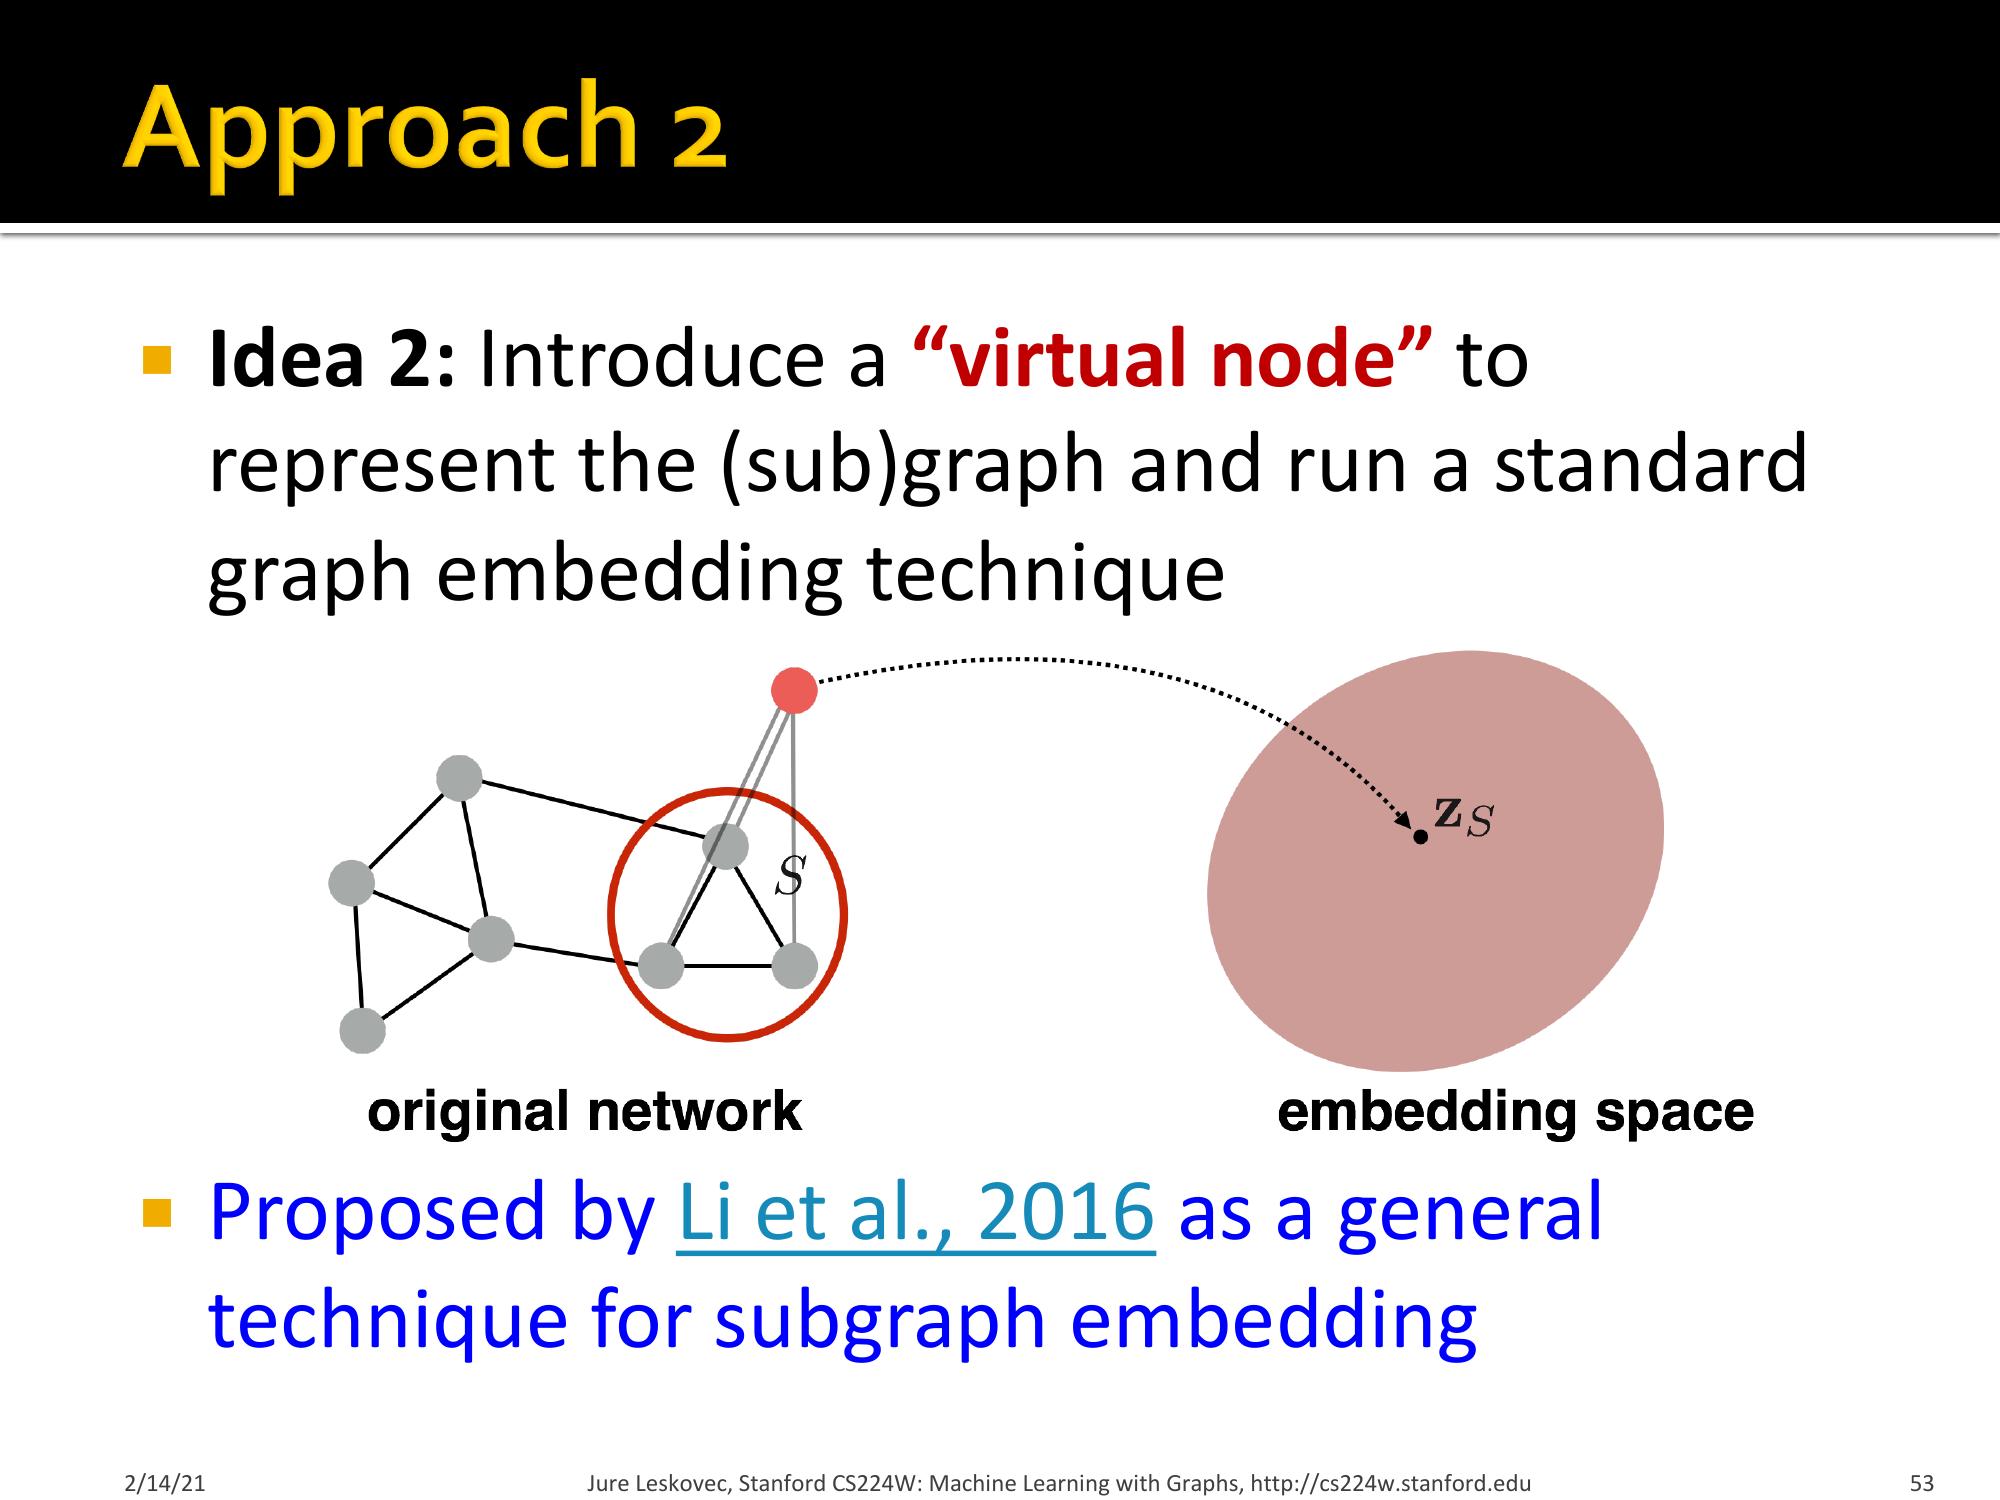 Approach 2
Idea 2: Introduce a “virtual node” to
represent the (sub)graph and run a standard
graph embedding technique
z_S
S
original network
embedding space
Proposed by Li et al., 2016 as a general
technique for subgraph embedding
2/14/21
Jure Leskovec, Stanford CS224W: Machine Learning with Graphs, http://cs224w.stanford.edu
53